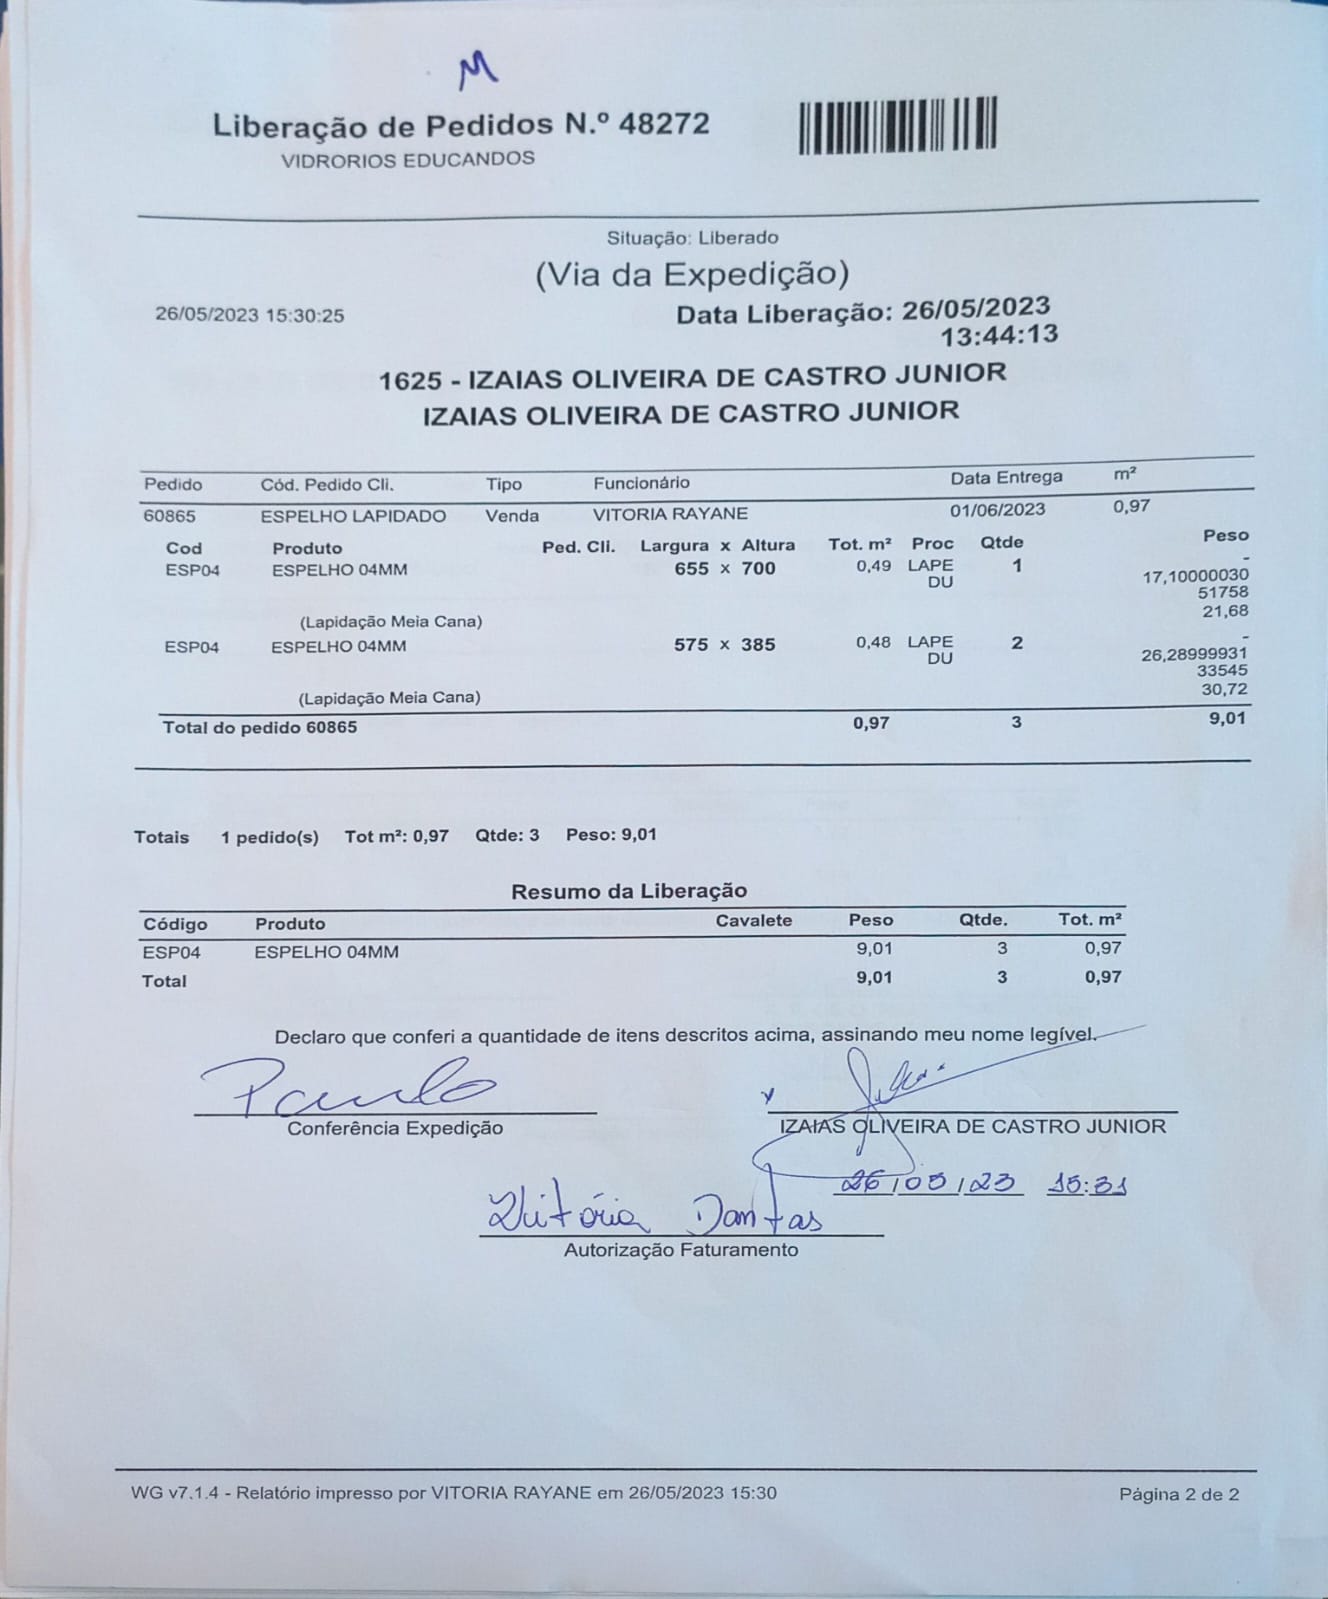 M
Liberação de Pedidos N.º 48272
VIDRORIOS EDUCANDOS
Situação: Liberado
(Via da Expedição)
26/05/2023 15:30:25 Data Liberação: 26/05/2023
13:44:13
1625 - IZAIAS OLIVEIRA DE CASTRO JUNIOR
IZAIAS OLIVEIRA DE CASTRO JUNIOR
Pedido Cód. Pedido Cli. Tipo Funcionário Data Entrega m²
60865 ESPELHO LAPIDADO Venda VITORIA RAYANE 01/06/2023 0,97
Cod Produto Ped. Cli. Largura x Altura Tot. m² Proc Qtde Peso
ESP04 ESPELHO 04MM 655 x 700 0,49 LAPE 1 -
DU 17,10000030
51758
(Lapidação Meia Cana) 21,68
ESP04 ESPELHO 04MM 575 x 385 0,48 LAPE 2 -
DU 26,28999931
33545
(Lapidação Meia Cana) 30,72
Total do pedido 60865 0,97 3 9,01
Totais 1 pedido(s) Tot m²: 0,97 Qtde: 3 Peso: 9,01
Resumo da Liberação
Código Produto Cavalete Peso Qtde. Tot. m²
ESP04 ESPELHO 04MM 9,01 3 0,97
Total 9,01 3 0,97
Declaro que conferi a quantidade de itens descritos acima, assinando meu nome legível.
Paulo
Conferência Expedição IZAIAS OLIVEIRA DE CASTRO JUNIOR
26/05/23 15:31
Vitória Dantas
Autorização Faturamento
WG v7.1.4 - Relatório impresso por VITORIA RAYANE em 26/05/2023 15:30 Página 2 de 2